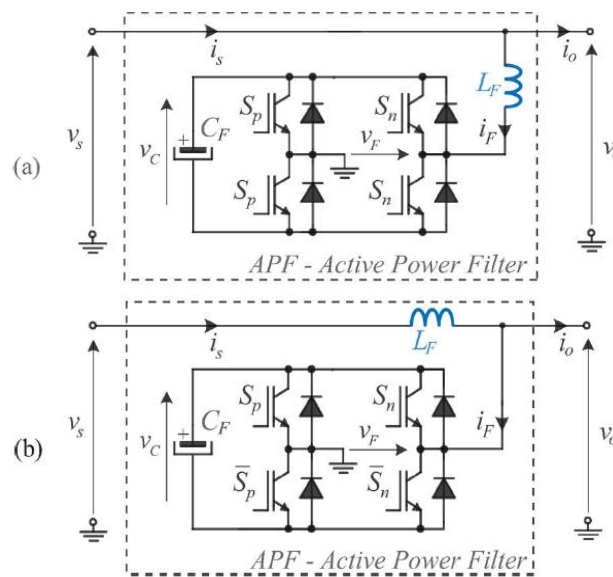 i_s i_o
L_F
S_p S_n
C_F i_F
v_s v_C v_F
(a)
S_p S_n
APF - Active Power Filter
i_s L_F i_o
S_p S_n
C_F i_F
v_s v_C v_F v_o
(b)
S̅_p S̅_n
APF - Active Power Filter